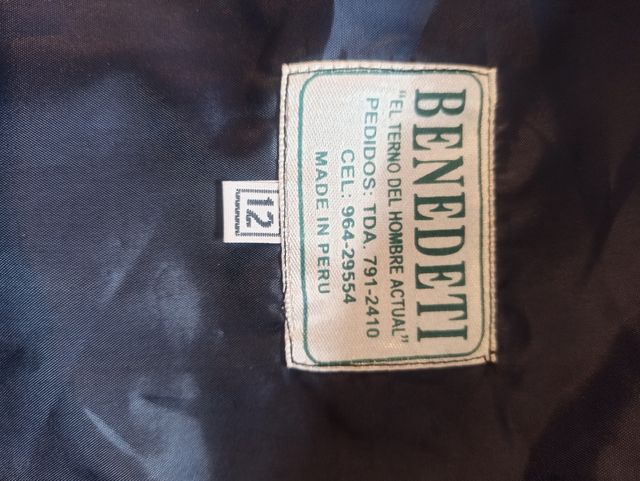 BENEDETI
"EL TERNO DEL HOMBRE ACTUAL"
PEDIDOS: TDA. 791-2410
CEL: 964-29554
MADE IN PERU
12